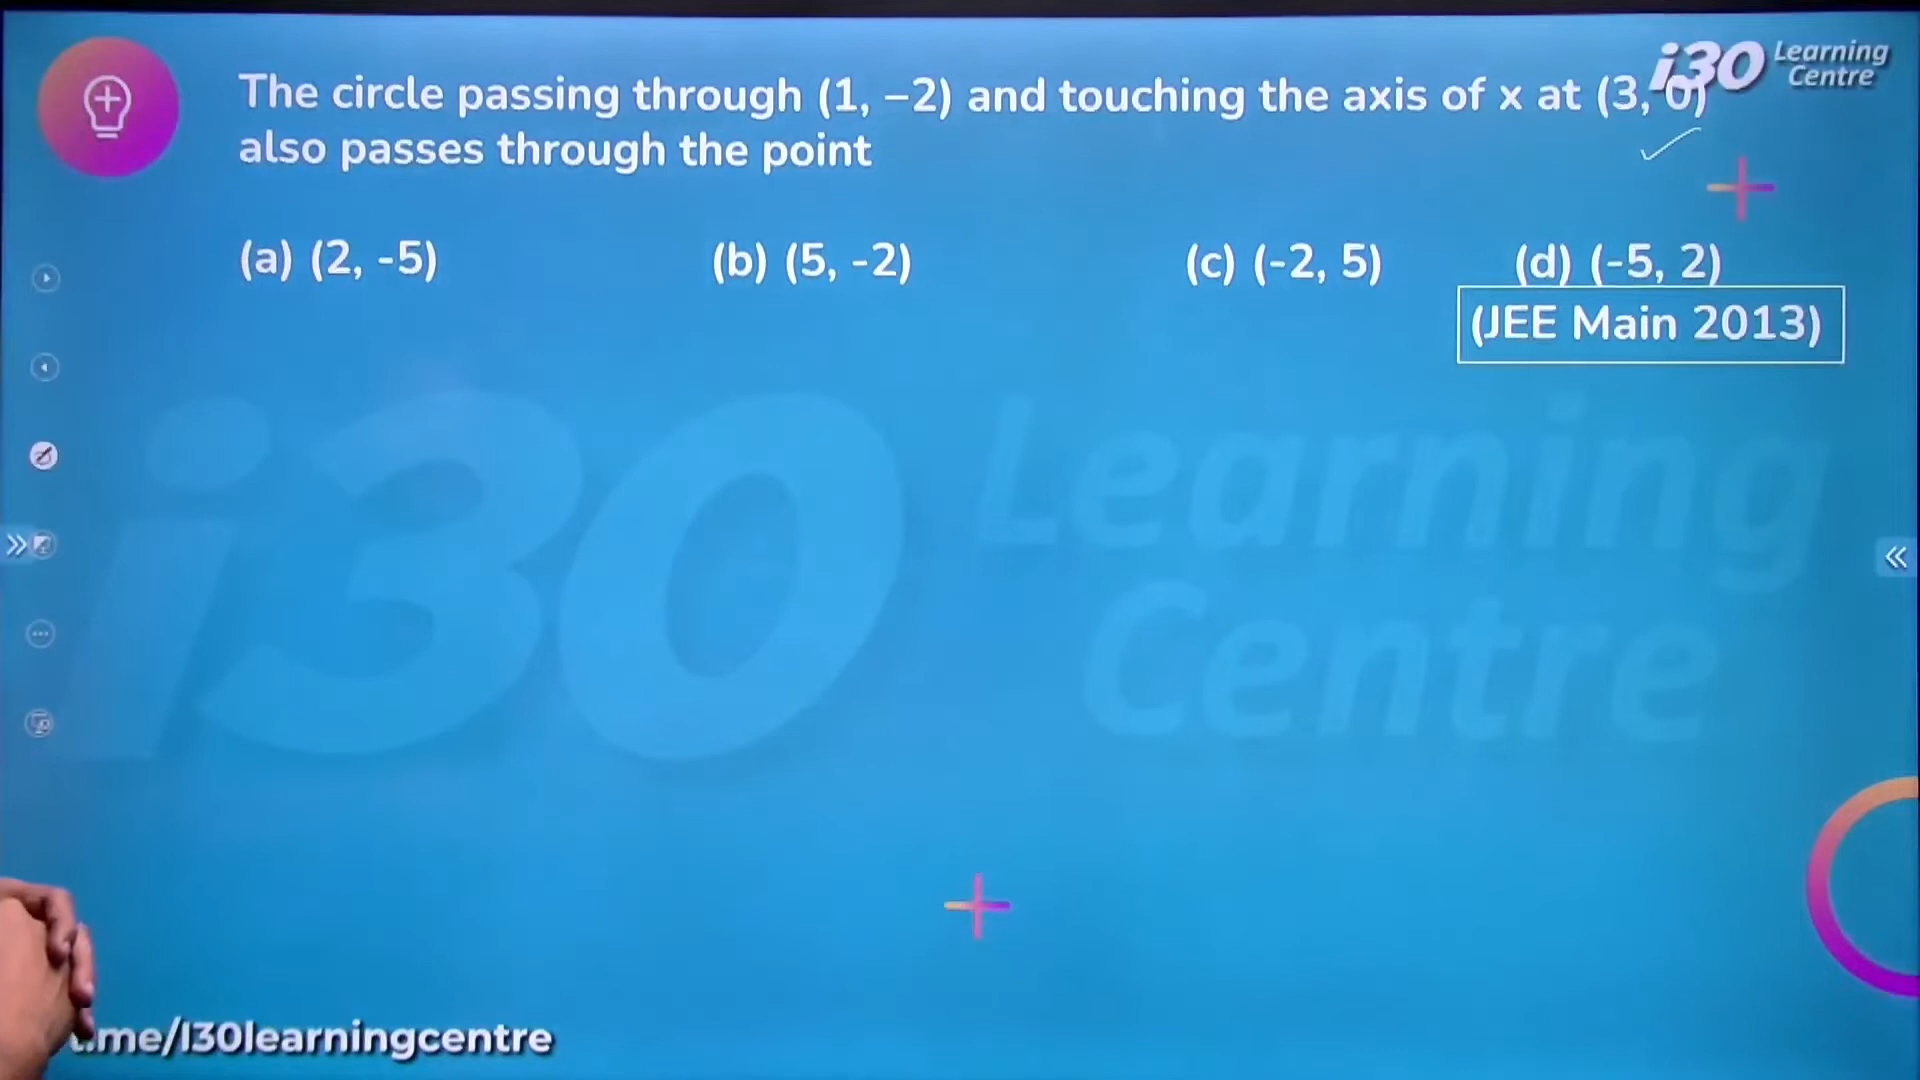 i30 Learning Centre
The circle passing through (1, −2) and touching the axis of x at (3, 0)
also passes through the point
(a) (2, -5) (b) (5, -2) (c) (-2, 5) (d) (-5, 2)
(JEE Main 2013)
i30 Learning
Centre
t.me/I30learningcentre